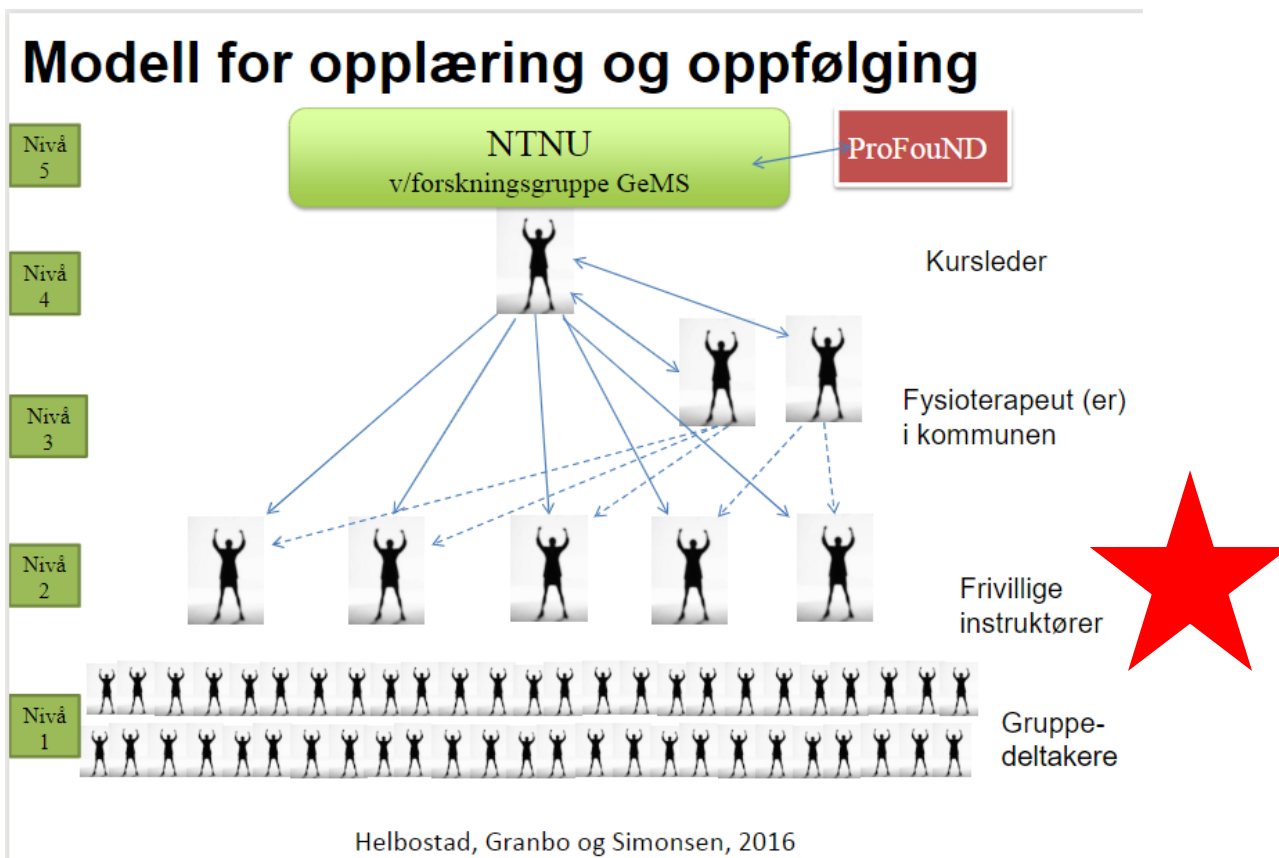 Modell for opplæring og oppfølging
Nivå
5
NTNU
v/forskningsgruppe GeMS
ProFouND
Nivå
4
Kursleder
Nivå
3
Fysioterapeut (er)
i kommunen
Nivå
2
Frivillige
instruktører
Nivå
1
Gruppe-
deltakere
Helbostad, Granbo og Simonsen, 2016